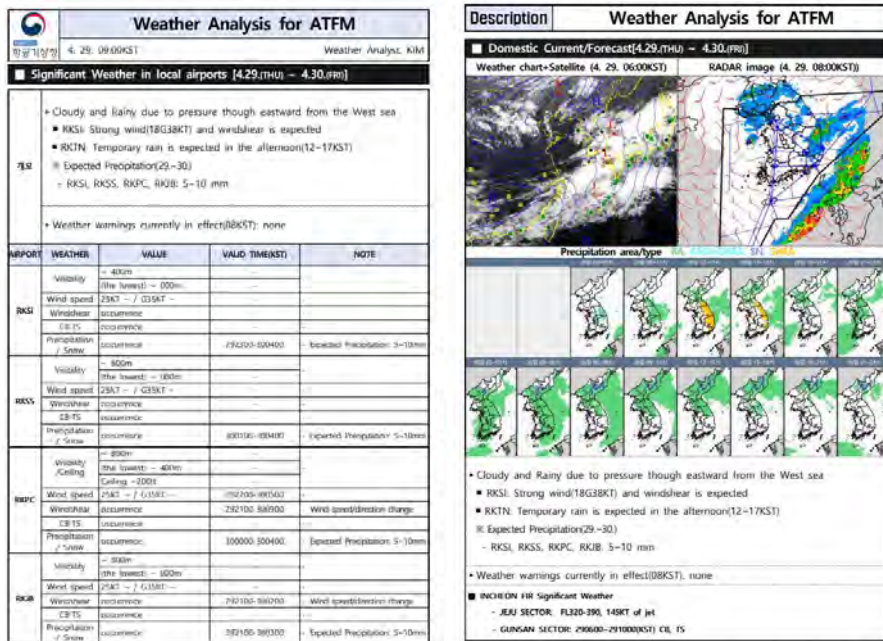 Weather Analysis for ATFM
항공기상청
4. 29. 09:00KST
Weather Analyst: KIM
■ Significant Weather in local airports [4.29.(THU) ~ 4.30.(FRI)]
개요
• Cloudy and Rainy due to pressure though eastward from the West sea
■ RKSI: Strong wind(18G38KT) and windshear is expected
■ RKTN: Temporary rain is expected in the afternoon(12~17KST)
※ Expected Precipitation(29.~30.)
- RKSI, RKSS, RKPC, RKJB: 5~10 mm
• Weather warnings currently in effect(08KST): none
AIRPORT WEATHER VALUE VALID TIME(KST) NOTE
RKSI
Visibility
~ 400m
(the lowest) ~ 000m
Wind speed 25KT ~ / G35KT ~
Windshear occurrence
CB TS occurrence
Precipitation / Snow occurrence 292300-300400 Expected Precipitation: 5~10mm
RKSS
Visibility
~ 800m
(the lowest) ~
Wind speed 25KT ~ / G35KT ~
Windshear occurrence
CB TS occurrence
Precipitation / Snow occurrence 300100-300400 Expected Precipitation: 5~10mm
RKPC
Visibility /Ceiling
~ 800m
(the lowest) ~ 400m
Ceiling ~200ft
Wind speed 25KT ~ / G35KT ~
Windshear occurrence Wind speed/direction change
CB TS occurrence
Precipitation / Snow occurrence 300000-300400 Expected Precipitation: 5~10mm
RKJB
Visibility
~ 800m
(the lowest) ~
Wind speed 25KT ~ / G35KT ~
Windshear occurrence Wind speed/direction change
CB TS occurrence
Precipitation / Snow occurrence Expected Precipitation: 5~10mm
Description
Weather Analysis for ATFM
■ Domestic Current/Forecast[4.29.(THU) ~ 4.30.(FRI)]
Weather chart+Satellite (4. 29. 06:00KST)
RADAR image (4. 29. 08:00KST))
Precipitation area/type RA, SN, SHRA
• Cloudy and Rainy due to pressure though eastward from the West sea
■ RKSI: Strong wind(18G38KT) and windshear is expected
■ RKTN: Temporary rain is expected in the afternoon(12~17KST)
※ Expected Precipitation(29.~30.)
- RKSI, RKSS, RKPC, RKJB: 5~10 mm
• Weather warnings currently in effect(08KST): none
■ INCHEON FIR Significant Weather
- JEJU SECTOR: FL320-390, 145KT of jet
- GUNSAN SECTOR: 290600~291000(KST) CB, TS